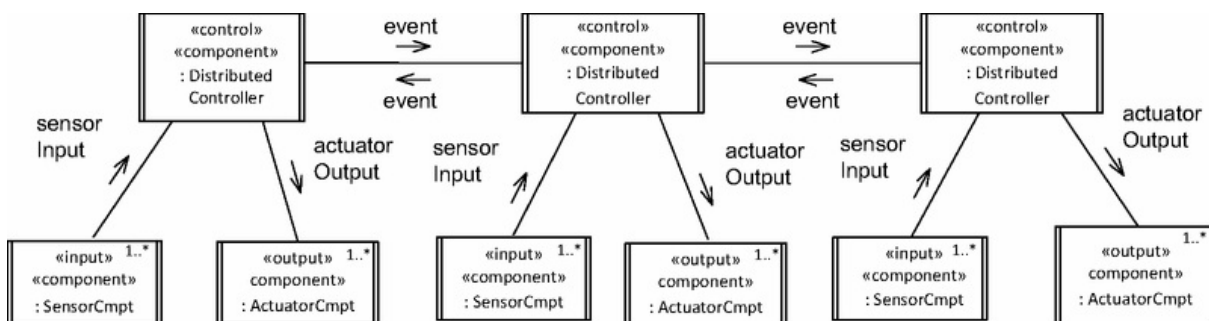 «control»
«component»
: Distributed
Controller
event
event
«control»
«component»
: Distributed
Controller
event
event
«control»
«component»
: Distributed
Controller
sensor
Input
actuator
Output
sensor
Input
actuator
Output
sensor
Input
actuator
Output
«input» 1..*
«component»
: SensorCmpt
«output» 1..*
component»
: ActuatorCmpt
«input» 1..*
«component»
: SensorCmpt
«output» 1..*
component»
: ActuatorCmpt
«input» 1..*
«component»
: SensorCmpt
«output» 1..*
component»
: ActuatorCmpt